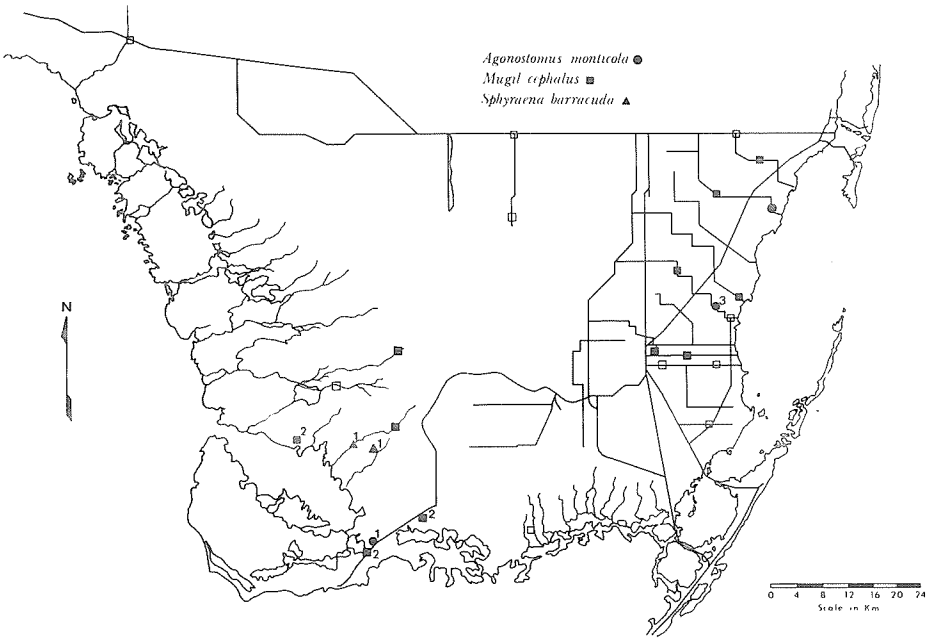 Agonostomus monticola
Mugil cephalus
Sphyraena barracuda
3
N
2
1
1
2
1
2
0 4 8 12 16 20 24
Scale in Km